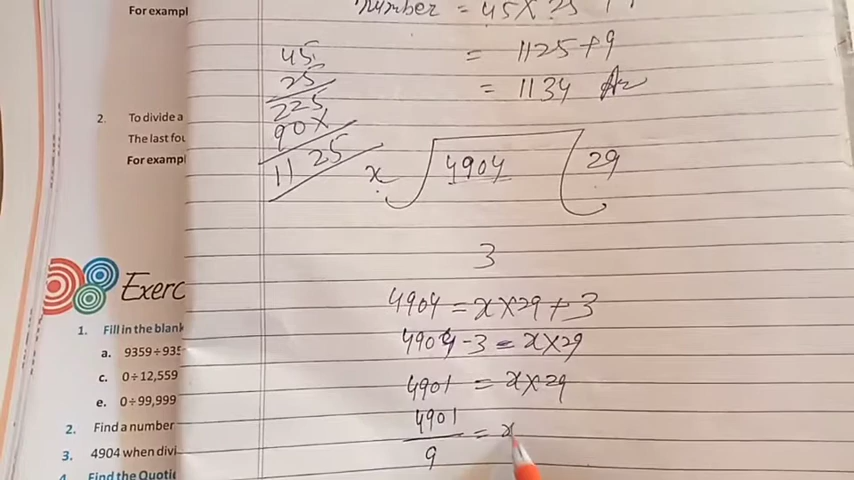 For exampl
2. To divide a
The last fou
For exampl
Exerc
1. Fill in the blank
a. 9359÷935
c. 0÷12,559
e. 0÷99,999
2. Find a number
3. 4904 when divi
4. Find the Quoti
number = 45×25
= 1125+9
= 1134
45
25
225
90×
1125
x 4904 29
3
4904 = x×29+3
4904-3 = x×29
4901 = x×29
4901
9
= x